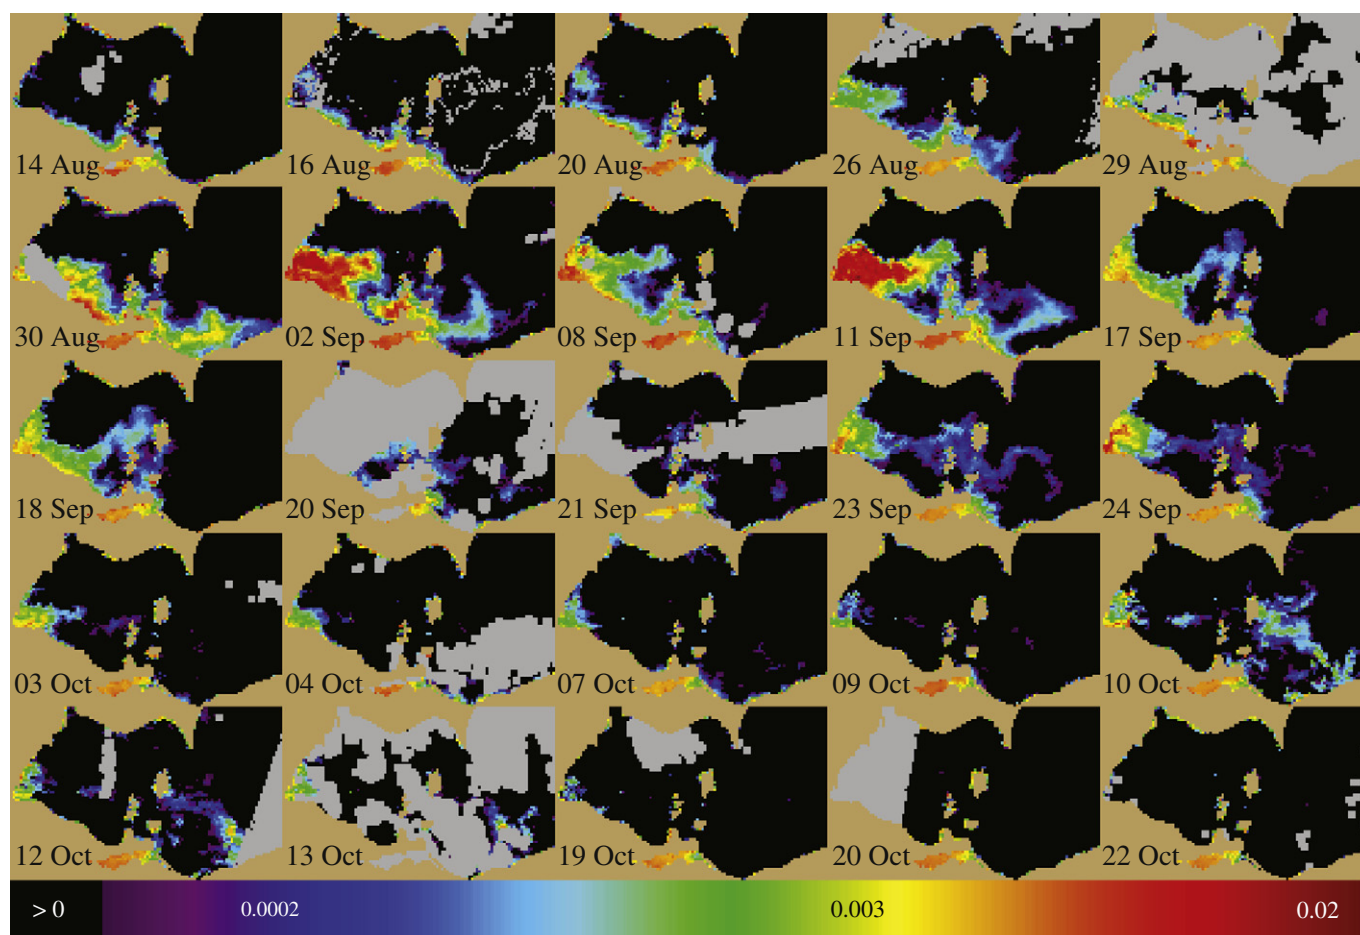 14 Aug 16 Aug 20 Aug 26 Aug 29 Aug
30 Aug 02 Sep 08 Sep 11 Sep 17 Sep
18 Sep 20 Sep 21 Sep 23 Sep 24 Sep
03 Oct 04 Oct 07 Oct 09 Oct 10 Oct
12 Oct 13 Oct 19 Oct 20 Oct 22 Oct
> 0 0.0002 0.003 0.02